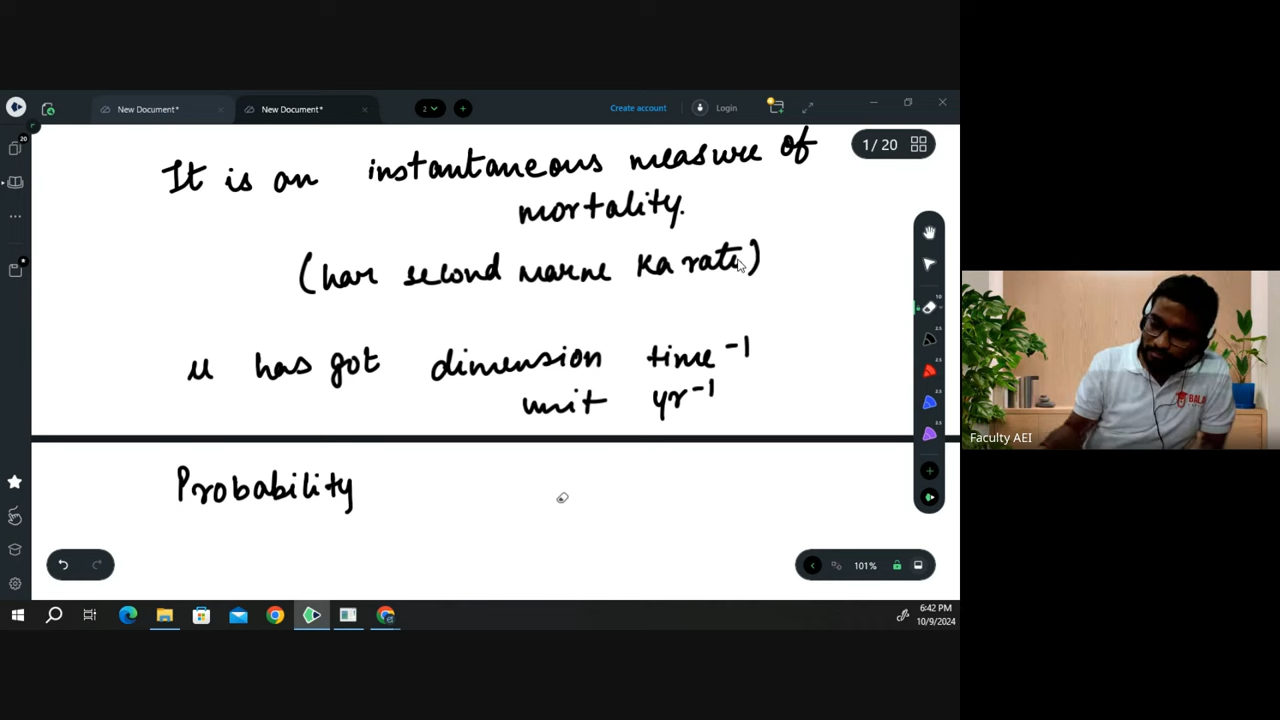 New Document*
New Document*
2
Create account
Login
1 / 20
It is an instantaneous measure of
mortality.
(har second marne ka rate)
μ has got dimension time⁻¹
unit yr⁻¹
Probability
101%
20
Faculty AEI
6:42 PM
10/9/2024